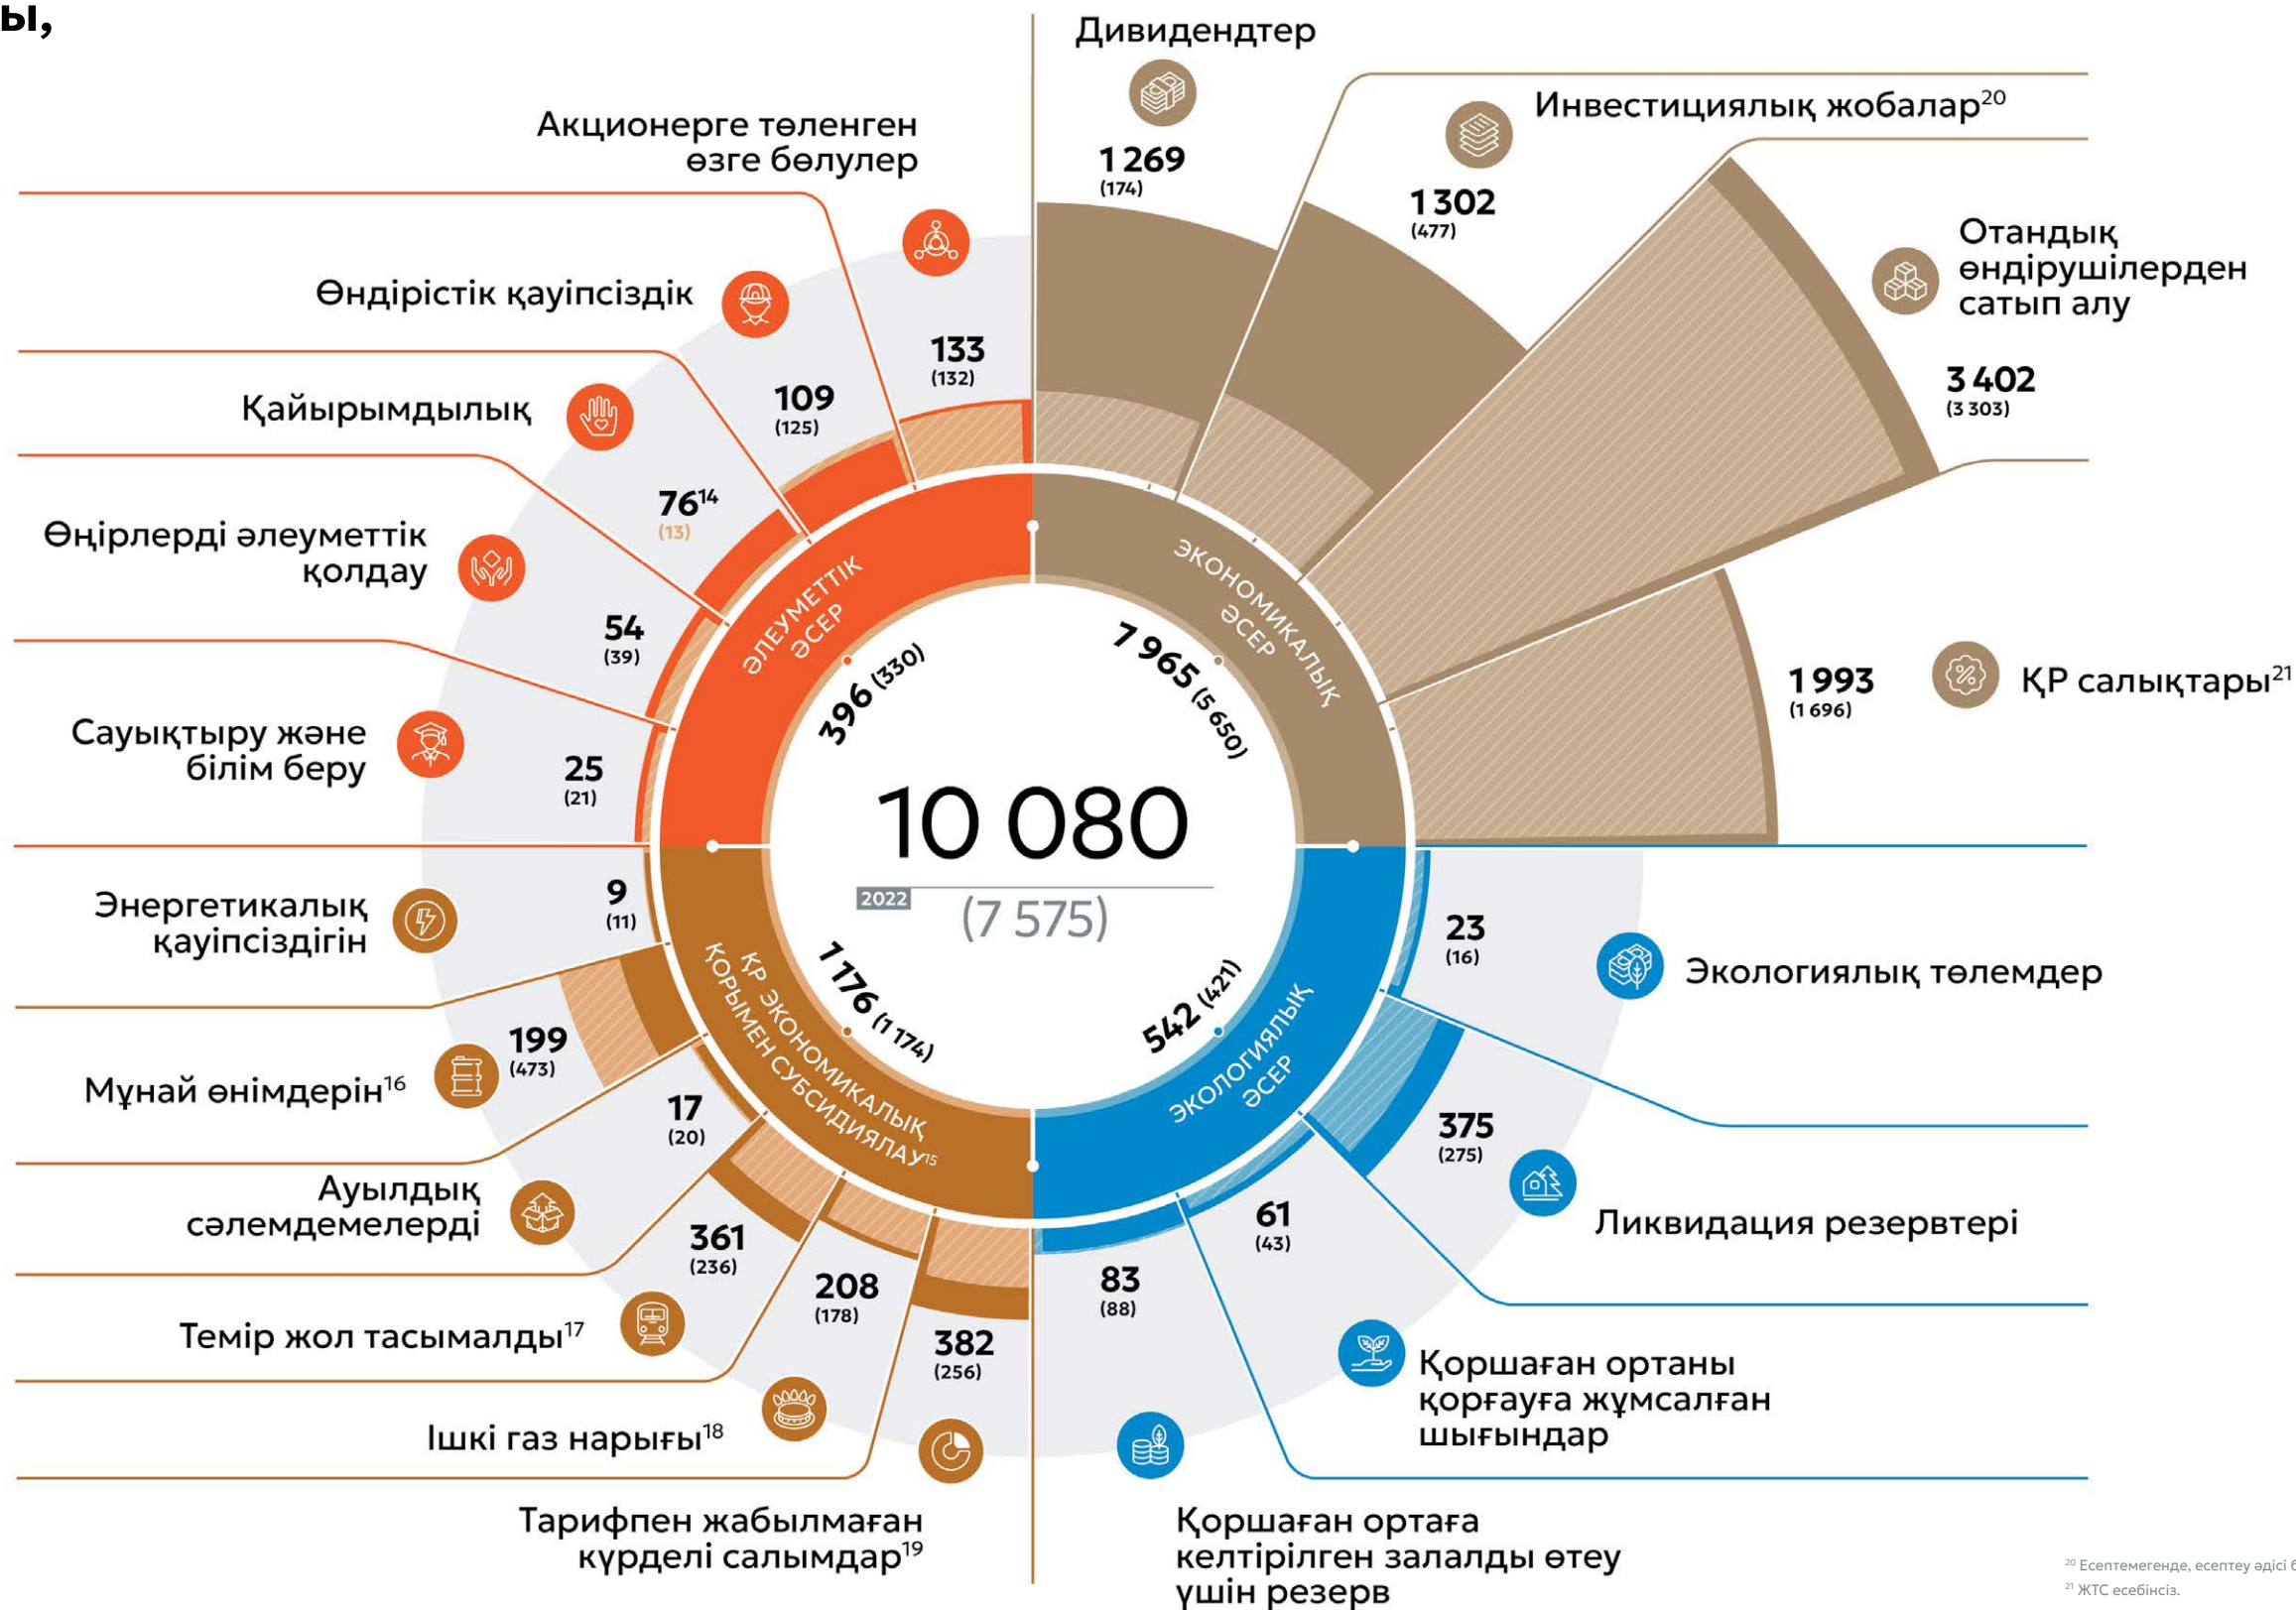 ы,
Дивидендтер
1 269
(174)
Инвестициялық жобалар²⁰
1 302
(477)
Отандық
өндірушілерден
сатып алу
3 402
(3 303)
1 993
(1 696)
ҚР салықтары²¹
Акционерге төленген
өзге бөлулер
133
(132)
Өндірістік қауіпсіздік
109
(125)
Қайырымдылық
76¹⁴
(13)
Өңірлерді әлеуметтік
қолдау
54
(39)
Сауықтыру және
білім беру
25
(21)
ӘЛЕУМЕТТІК
ӘСЕР
396 (330)
ЭКОНОМИКАЛЫҚ
ӘСЕР
7 965 (5 650)
10 080
2022
(7 575)
1 176 (1 174)
ҚР ЭКОНОМИКАЛЫҚ
ҚОРЫМЕН СУБСИДИЯЛАУ¹⁵
542 (421)
ЭКОЛОГИЯЛЫҚ
ӘСЕР
Энергетикалық
қауіпсіздігін
9
(11)
Мұнай өнімдерін¹⁶
199
(473)
Ауылдық
сәлемдемелерді
17
(20)
Темір жол тасымалды¹⁷
361
(236)
Ішкі газ нарығы¹⁸
208
(178)
Тарифпен жабылмаған
күрделі салымдар¹⁹
382
(256)
23
(16)
Экологиялық төлемдер
375
(275)
Ликвидация резервтері
61
(43)
Қоршаған ортаны
қорғауға жұмсалған
шығындар
83
(88)
Қоршаған ортаға
келтірілген залалды өтеу
үшін резерв
²⁰ Есептемегенде, есептеу әдісі б
²¹ ЖТС есебінсіз.